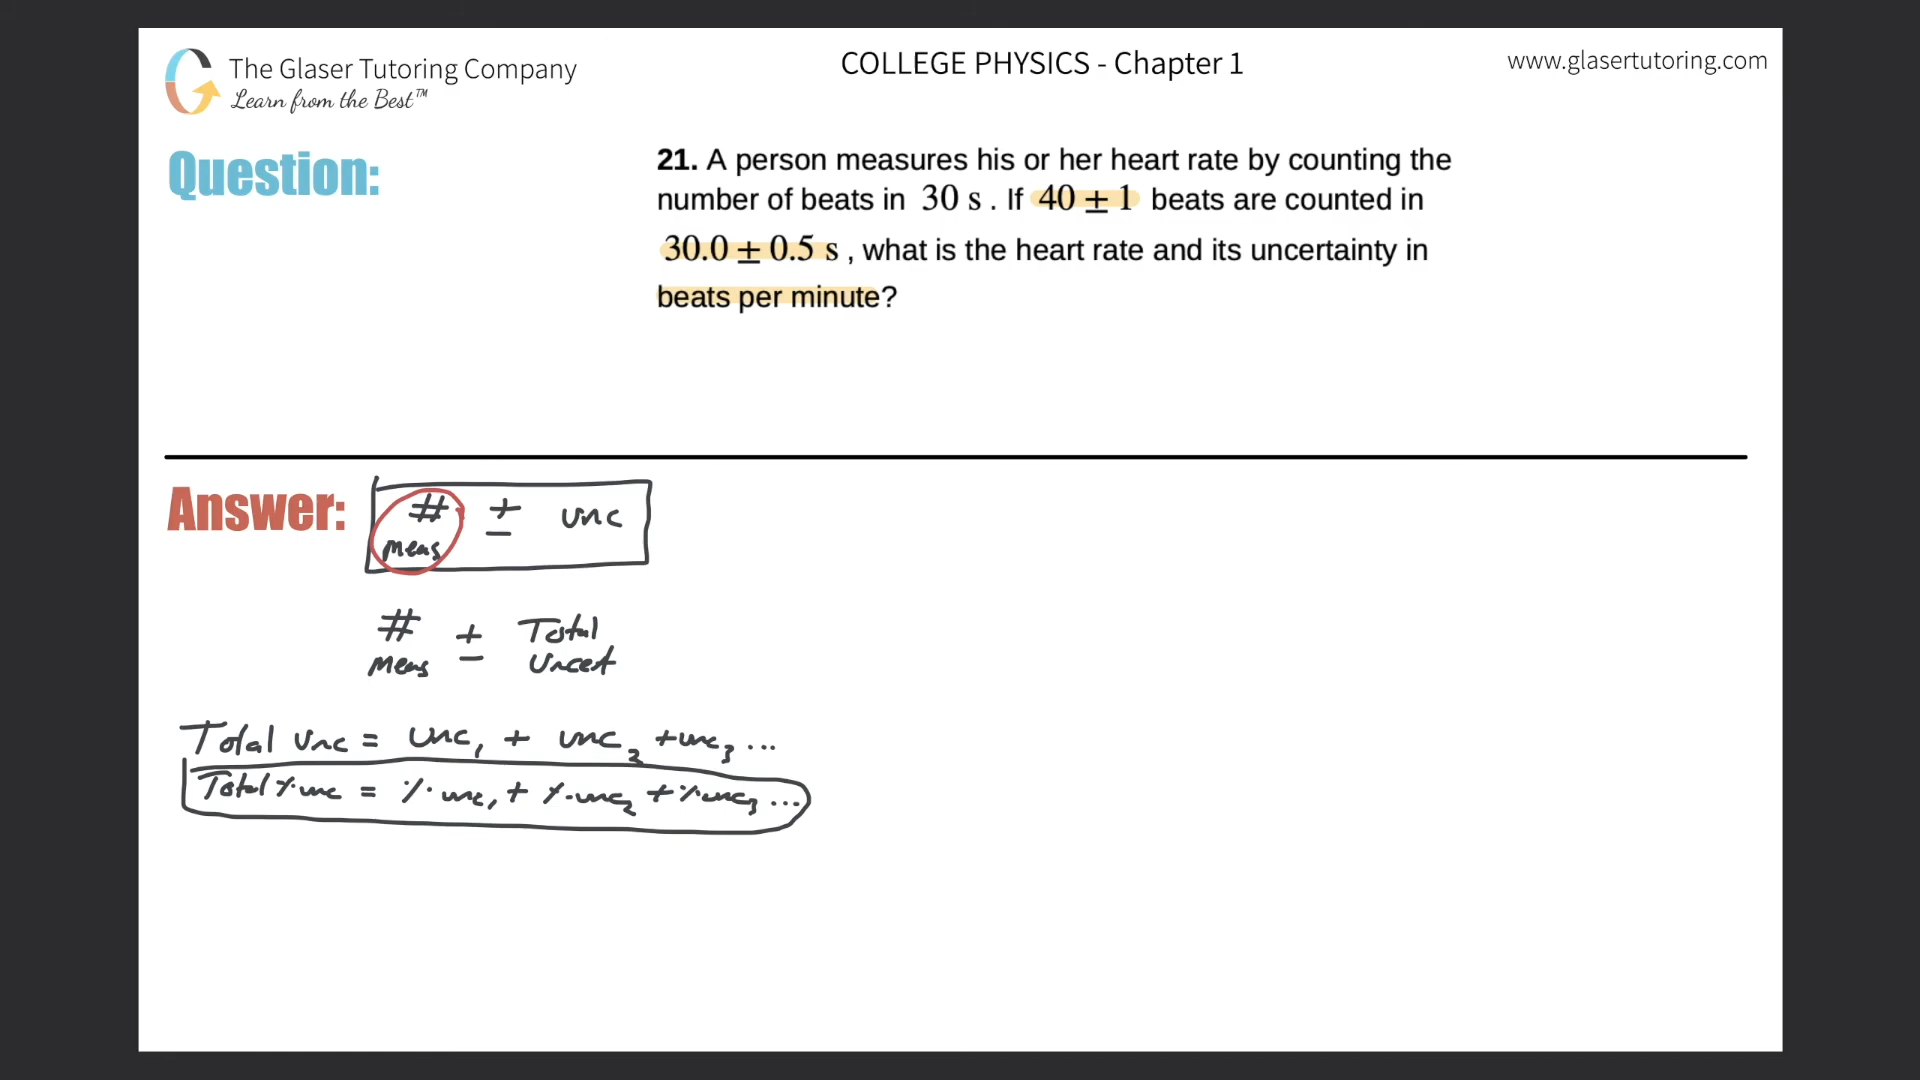 The Glaser Tutoring Company
Learn from the Best™
COLLEGE PHYSICS - Chapter 1
www.glasertutoring.com
Question:
21. A person measures his or her heart rate by counting the
number of beats in 30 s . If 40 ± 1 beats are counted in
30.0 ± 0.5 s , what is the heart rate and its uncertainty in
beats per minute?
Answer:
# ± unc
meas
# ± Total
meas Uncert
Total Unc = unc₁ + unc₂ + unc₃ ...
Total % unc = % unc₁ + % unc₂ + % unc₃ ...